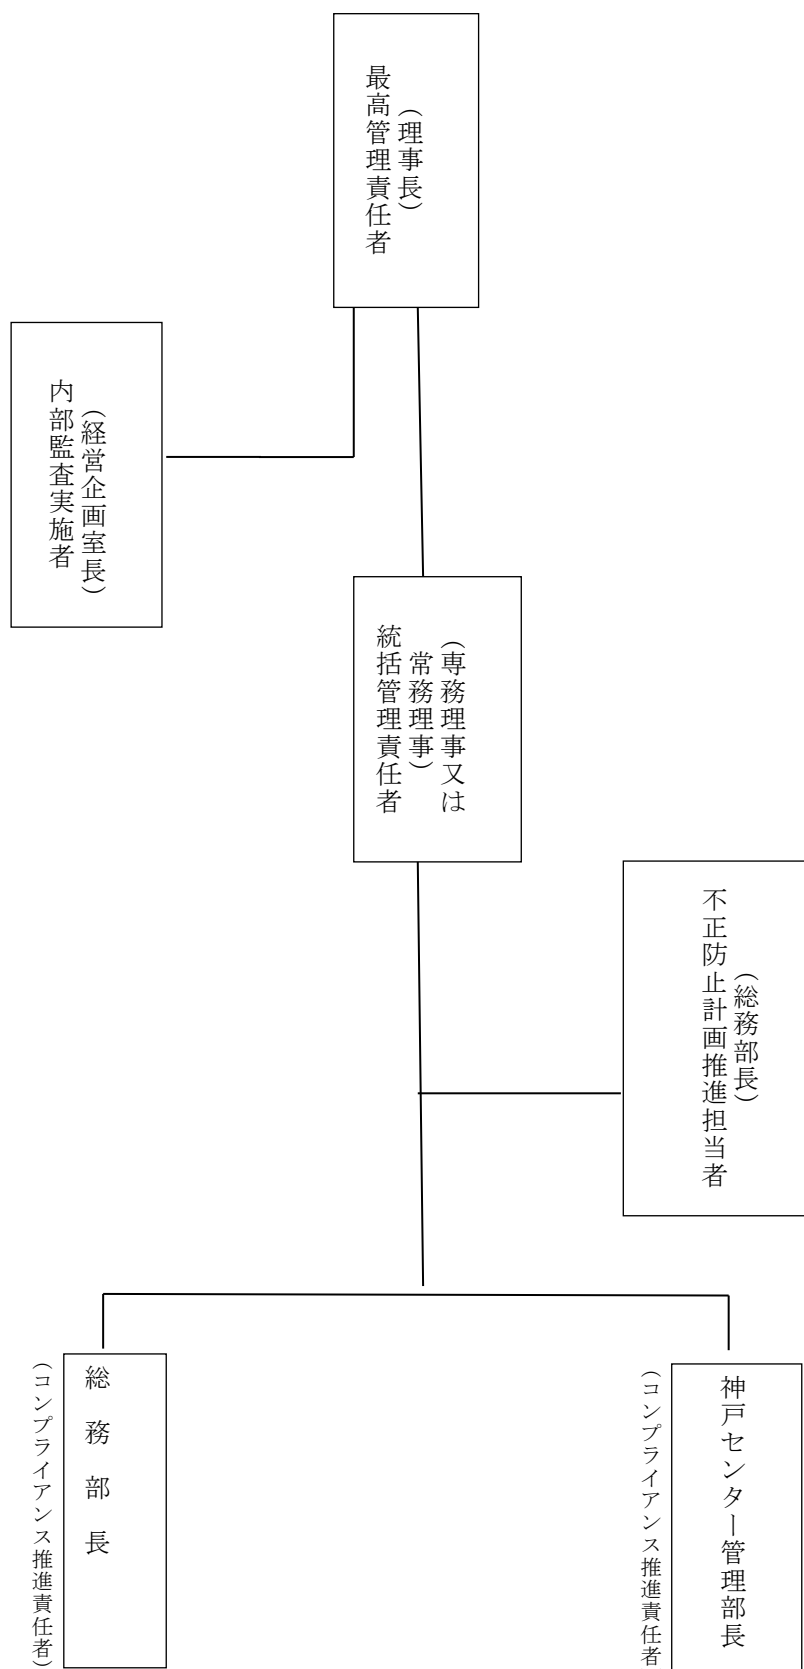 （理事長）
最高管理責任者
（経営企画室長）
内部監査実施者
（専務理事又は
常務理事）
統括管理責任者
（総務部長）
不正防止計画推進担当者
神戸センター管理部長
（コンプライアンス推進責任者
総　務　部　長
（コンプライアンス推進責任者）